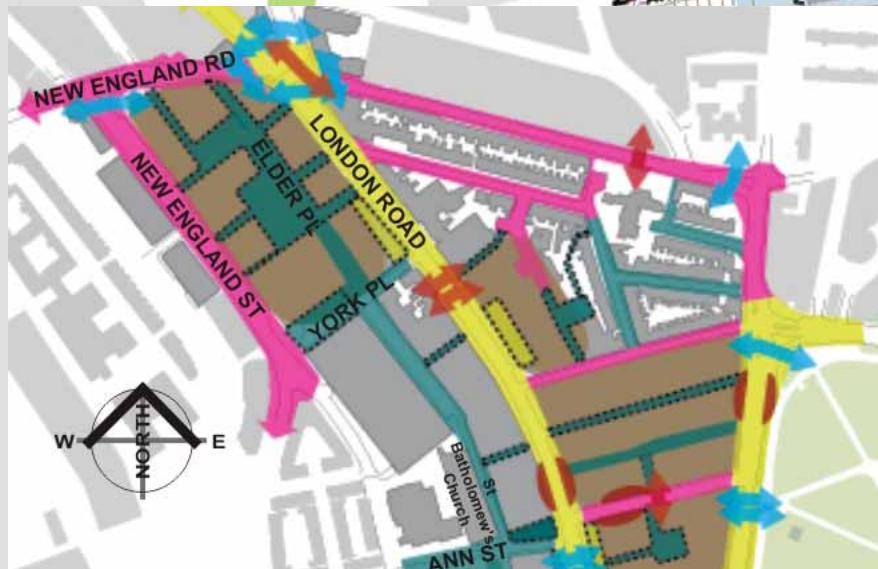 NEW ENGLAND RD
LONDON ROAD
ELDER PL
NEW ENGLAND ST
YORK PL
W
NORTH
E
St
Batholomew's
Church
ANN ST